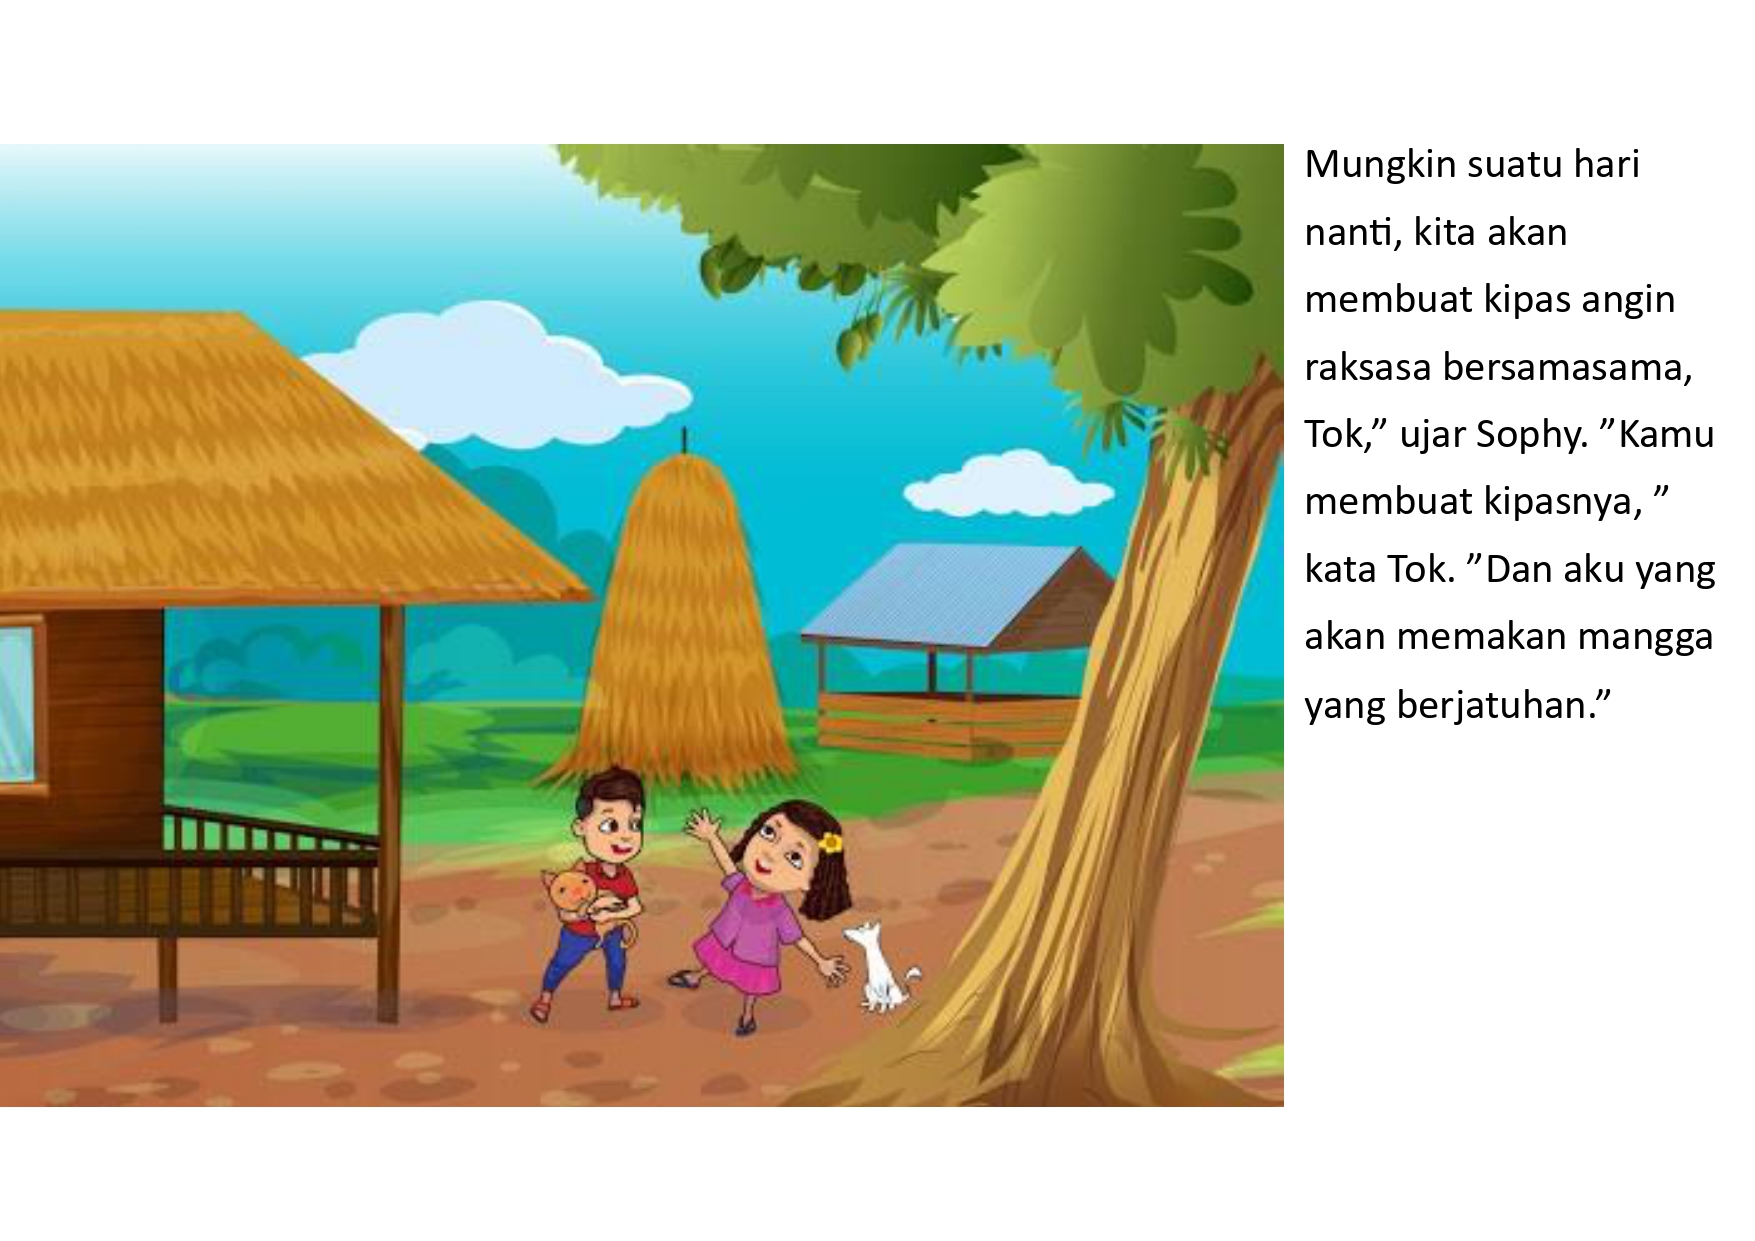 Mungkin suatu hari
nanti, kita akan
membuat kipas angin
raksasa bersamasama,
Tok,” ujar Sophy. ”Kamu
membuat kipasnya, ”
kata Tok. ”Dan aku yang
akan memakan mangga
yang berjatuhan.”